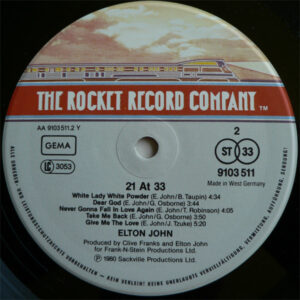 THE ROCKET RECORD COMPANY ™
AA 9103511.2 Y
2
GEMA
ST 33
LC 3053
9103 511
Made in West Germany
21 At 33
White Lady White Powder (E. John/B. Taupin) 4:34
Dear God (E. John/G. Osborne) 3:44
Never Gonna Fall in Love Again (E. John/T. Robinson) 4:05
Take Me Back (E. John/G. Osborne) 3:50
Give Me The Love (E. John/J. Tzuke) 5:20
ELTON JOHN
Produced by Clive Franks and Elton John
for Frank-N-Stein Productions Ltd.
Ⓟ 1980 Sackville Productions Ltd.